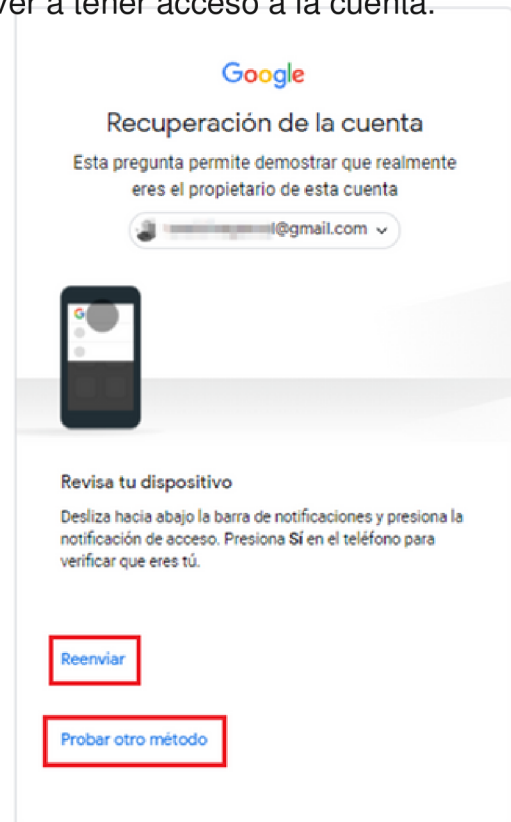 ver a tener acceso a la cuenta.
Google
Recuperación de la cuenta
Esta pregunta permite demostrar que realmente
eres el propietario de esta cuenta
l@gmail.com
G
Revisa tu dispositivo
Desliza hacia abajo la barra de notificaciones y presiona la
notificación de acceso. Presiona Sí en el teléfono para
verificar que eres tú.
Reenviar
Probar otro método